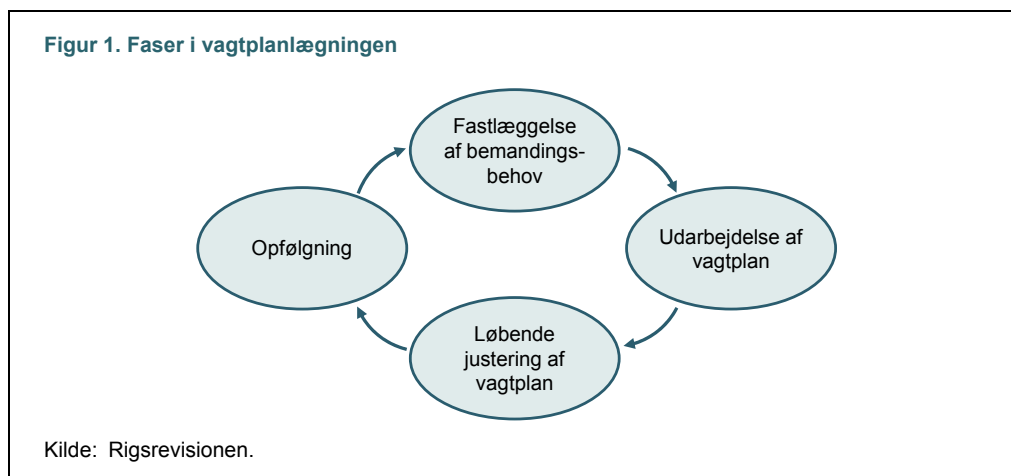 Figur 1. Faser i vagtplanlægningen
Fastlæggelse
af bemandings-
behov
Udarbejdelse af
vagtplan
Løbende
justering af
vagtplan
Opfølgning
Kilde: Rigsrevisionen.